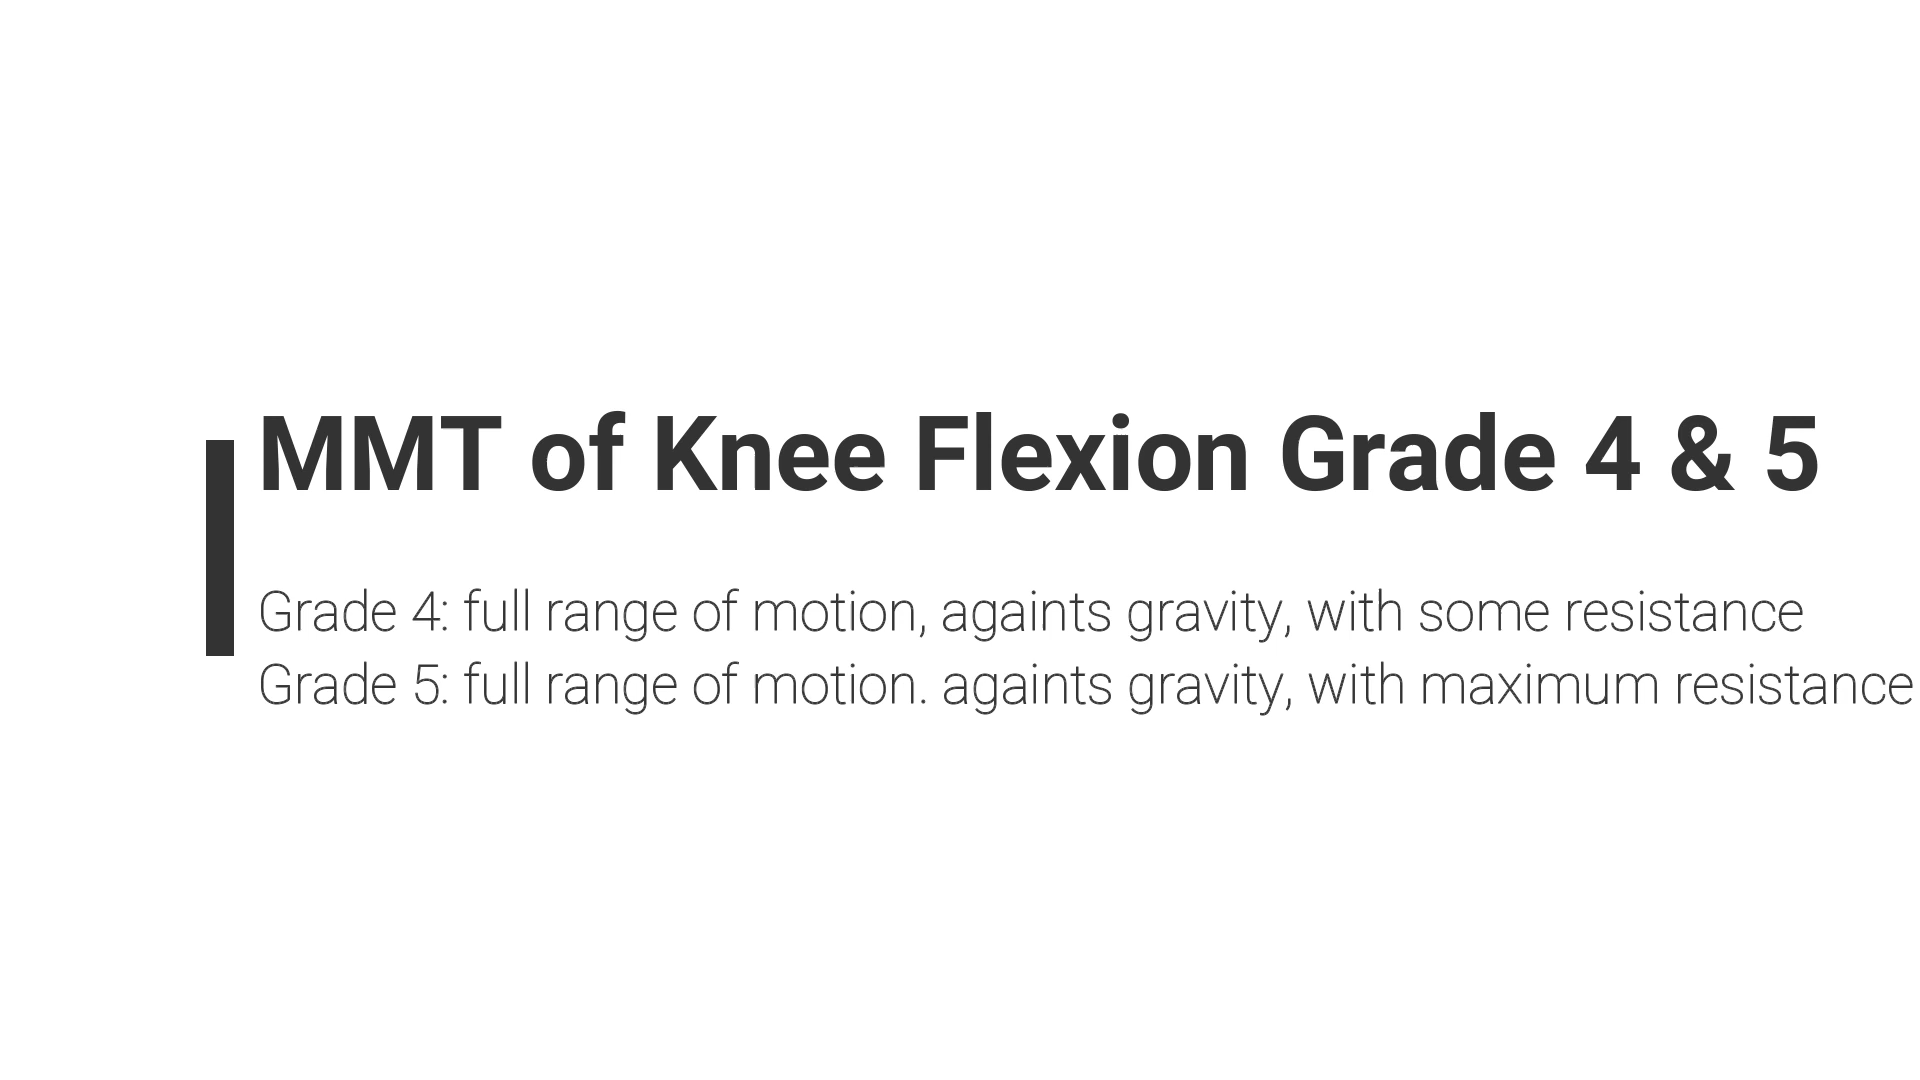 MMT of Knee Flexion Grade 4 & 5
Grade 4: full range of motion, againts gravity, with some resistance
Grade 5: full range of motion. againts gravity, with maximum resistance